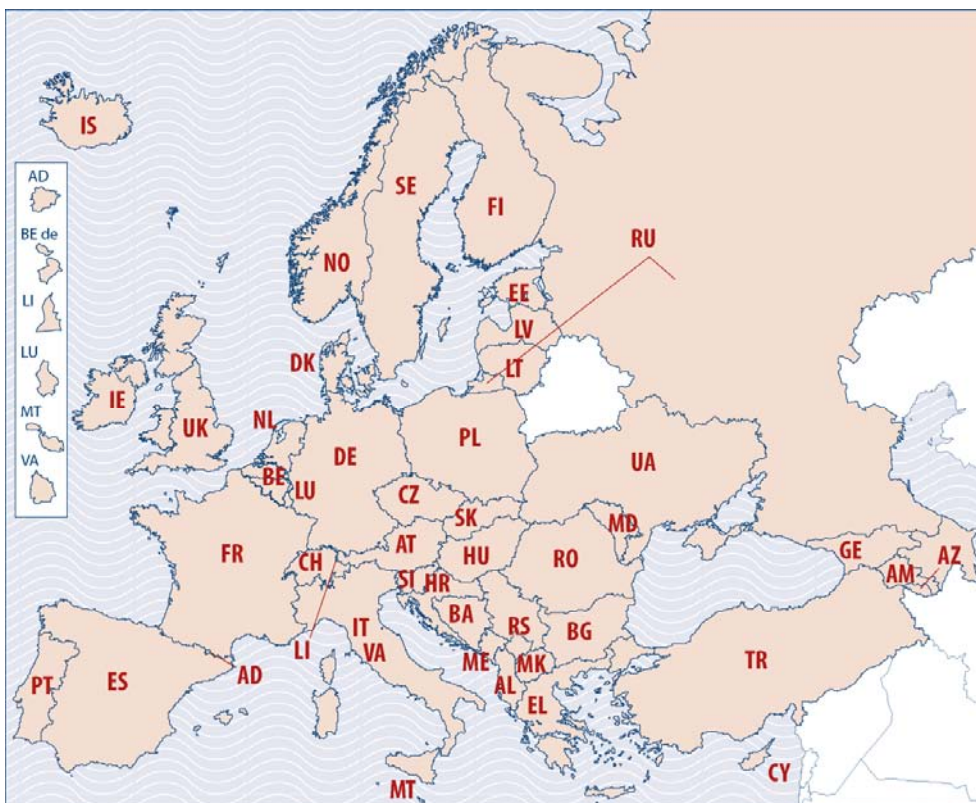 IS
AD
BE de
LI
LU
MT
VA
SE
FI
NO
RU
EE
LV
LT
DK
IE
UK
NL
BE
LU
DE
PL
CZ
SK
UA
MD
FR
CH
AT
HU
RO
SI
HR
BA
RS
BG
GE
AM
AZ
LI
IT
VA
ME
MK
AL
EL
TR
PT
ES
AD
MT
CY